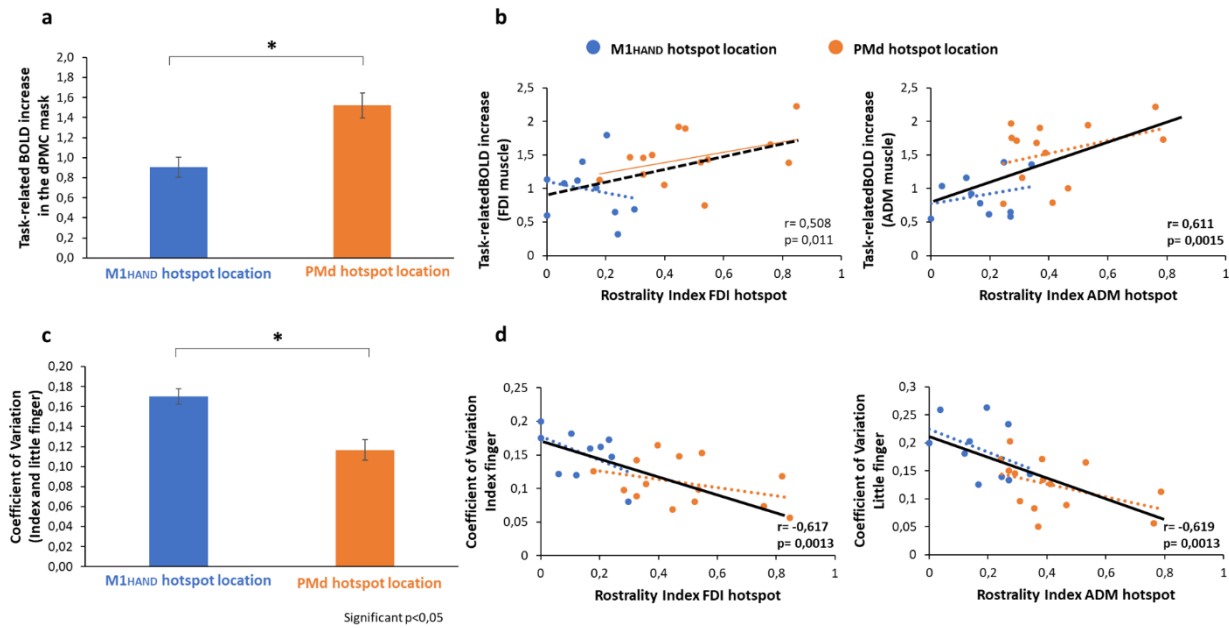 a
*
Task-related BOLD increase
in the dPMC mask
2,0
1,8
1,6
1,4
1,2
1,0
0,8
0,6
0,4
0,2
0,0
M1HAND hotspot location
PMd hotspot location
b
M1HAND hotspot location
PMd hotspot location
Task-relatedBOLD increase
(FDI muscle)
2,5
2
1,5
1
0,5
0
r= 0,508
p= 0,011
0
0,2
0,4
0,6
0,8
1
Rostrality Index FDI hotspot
Task-relatedBOLD increase
(ADM muscle)
2,5
2
1,5
1
0,5
0
r= 0,611
p= 0,0015
0
0,2
0,4
0,6
0,8
1
Rostrality Index ADM hotspot
c
*
Coefficient of Variation
(Index and little finger)
0,20
0,18
0,16
0,14
0,12
0,10
0,08
0,06
0,04
0,02
0,00
M1HAND hotspot location
PMd hotspot location
Significant p<0,05
d
Coefficient of Variation
Index finger
0,25
0,2
0,15
0,1
0,05
0
r= -0,617
p= 0,0013
0
0,2
0,4
0,6
0,8
1
Rostrality Index FDI hotspot
Coefficient of Variation
Little finger
0,3
0,25
0,2
0,15
0,1
0,05
0
r= -0,619
p= 0,0013
0
0,2
0,4
0,6
0,8
1
Rostrality Index ADM hotspot